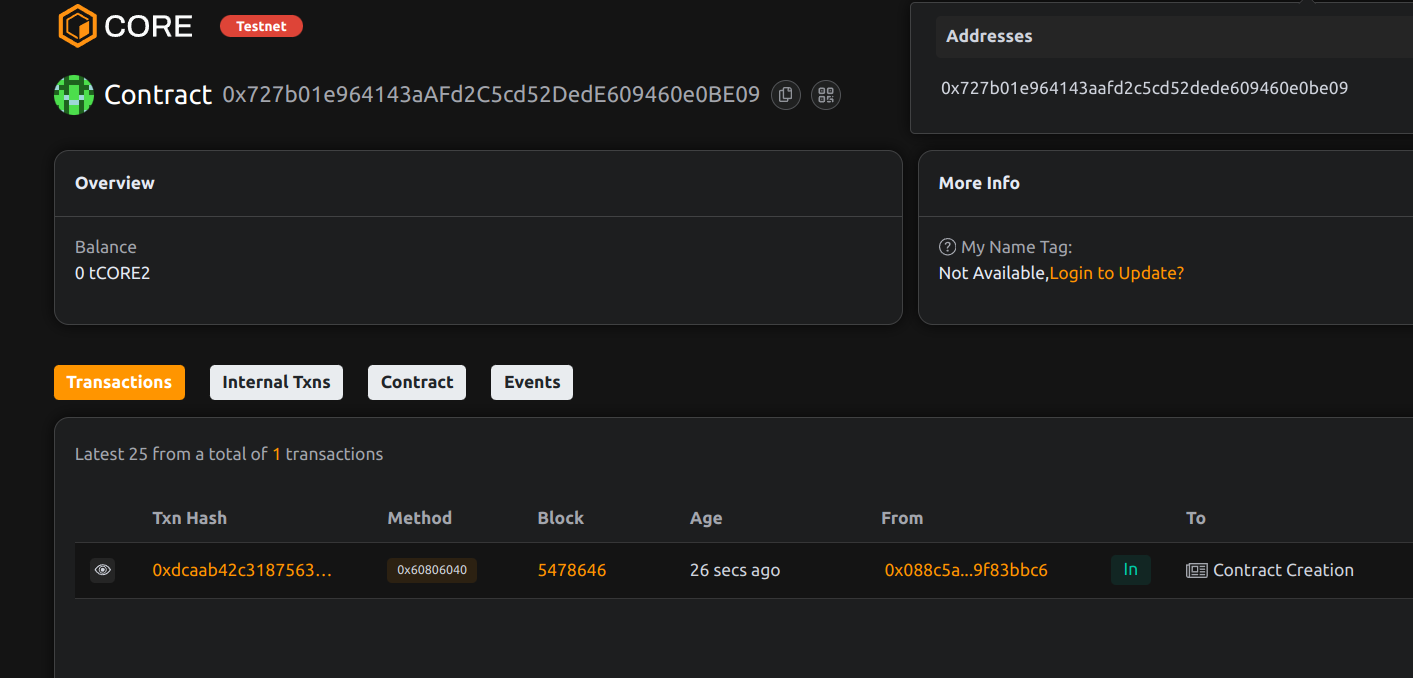 CORE
Testnet
Addresses
Contract 0x727b01e964143aAFd2C5cd52DedE609460e0BE09
0x727b01e964143aafd2c5cd52dede609460e0be09
Overview
More Info
Balance
My Name Tag:
0 tCORE2
Not Available,Login to Update?
Transactions
Internal Txns
Contract
Events
Latest 25 from a total of 1 transactions
Txn Hash Method Block Age From To
0xdcaab42c3187563... 0x60806040 5478646 26 secs ago 0x088c5a...9f83bbc6 In Contract Creation